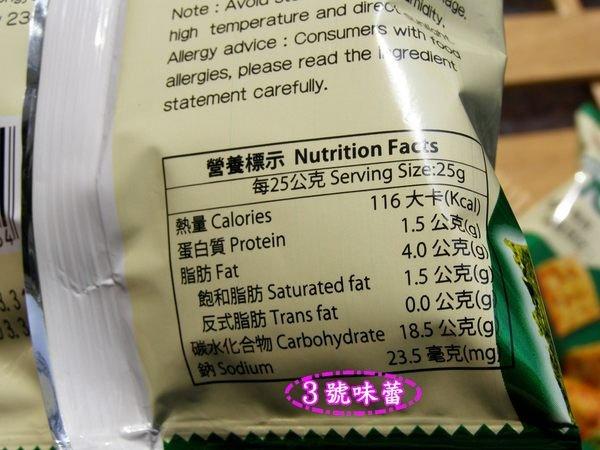 Note : Avoid
high temperature and direct sunlight,
humidity.
Allergy advice : Consumers with food
allergies, please read the ingredient
statement carefully.
營養標示 Nutrition Facts
每25公克 Serving Size:25g
熱量 Calories 116 大卡(Kcal)
蛋白質 Protein 1.5 公克(g)
脂肪 Fat 4.0 公克(g)
飽和脂肪 Saturated fat 1.5 公克(g)
反式脂肪 Trans fat 0.0 公克(g)
碳水化合物 Carbohydrate 18.5 公克(g)
鈉 Sodium 23.5 毫克(mg)
3 號味蕾